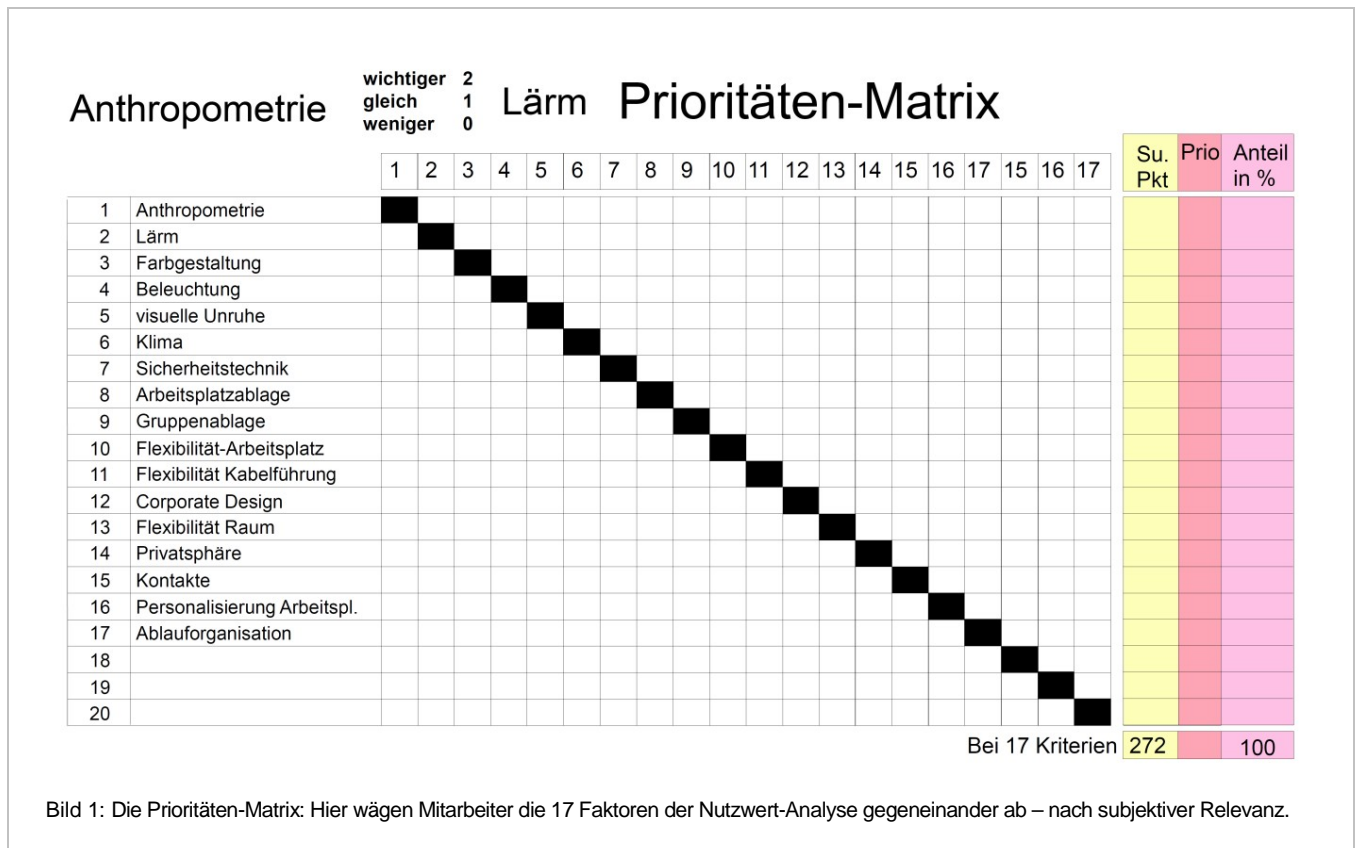 Anthropometrie
wichtiger 2
gleich 1
weniger 0
Lärm Prioritäten-Matrix
1 2 3 4 5 6 7 8 9 10 11 12 13 14 15 16 17 15 16 17
Su. Pkt
Prio
Anteil in %
1 Anthropometrie
2 Lärm
3 Farbgestaltung
4 Beleuchtung
5 visuelle Unruhe
6 Klima
7 Sicherheitstechnik
8 Arbeitsplatzablage
9 Gruppenablage
10 Flexibilität-Arbeitsplatz
11 Flexibilität Kabelführung
12 Corporate Design
13 Flexibilität Raum
14 Privatsphäre
15 Kontakte
16 Personalisierung Arbeitspl.
17 Ablauforganisation
18
19
20
Bei 17 Kriterien 272 100
Bild 1: Die Prioritäten-Matrix: Hier wägen Mitarbeiter die 17 Faktoren der Nutzwert-Analyse gegeneinander ab – nach subjektiver Relevanz.